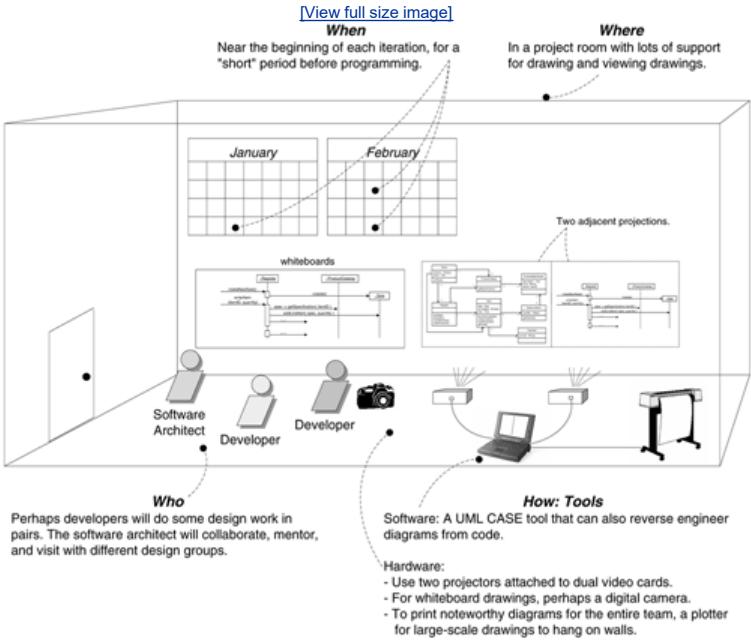 [View full size image]
When
Near the beginning of each iteration, for a
"short" period before programming.
Where
In a project room with lots of support
for drawing and viewing drawings.
January
February
Two adjacent projections.
whiteboards
Software
Architect
Developer
Developer
Who
Perhaps developers will do some design work in
pairs. The software architect will collaborate, mentor,
and visit with different design groups.
How: Tools
Software: A UML CASE tool that can also reverse engineer
diagrams from code.
Hardware:
- Use two projectors attached to dual video cards.
- For whiteboard drawings, perhaps a digital camera.
- To print noteworthy diagrams for the entire team, a plotter
for large-scale drawings to hang on walls.